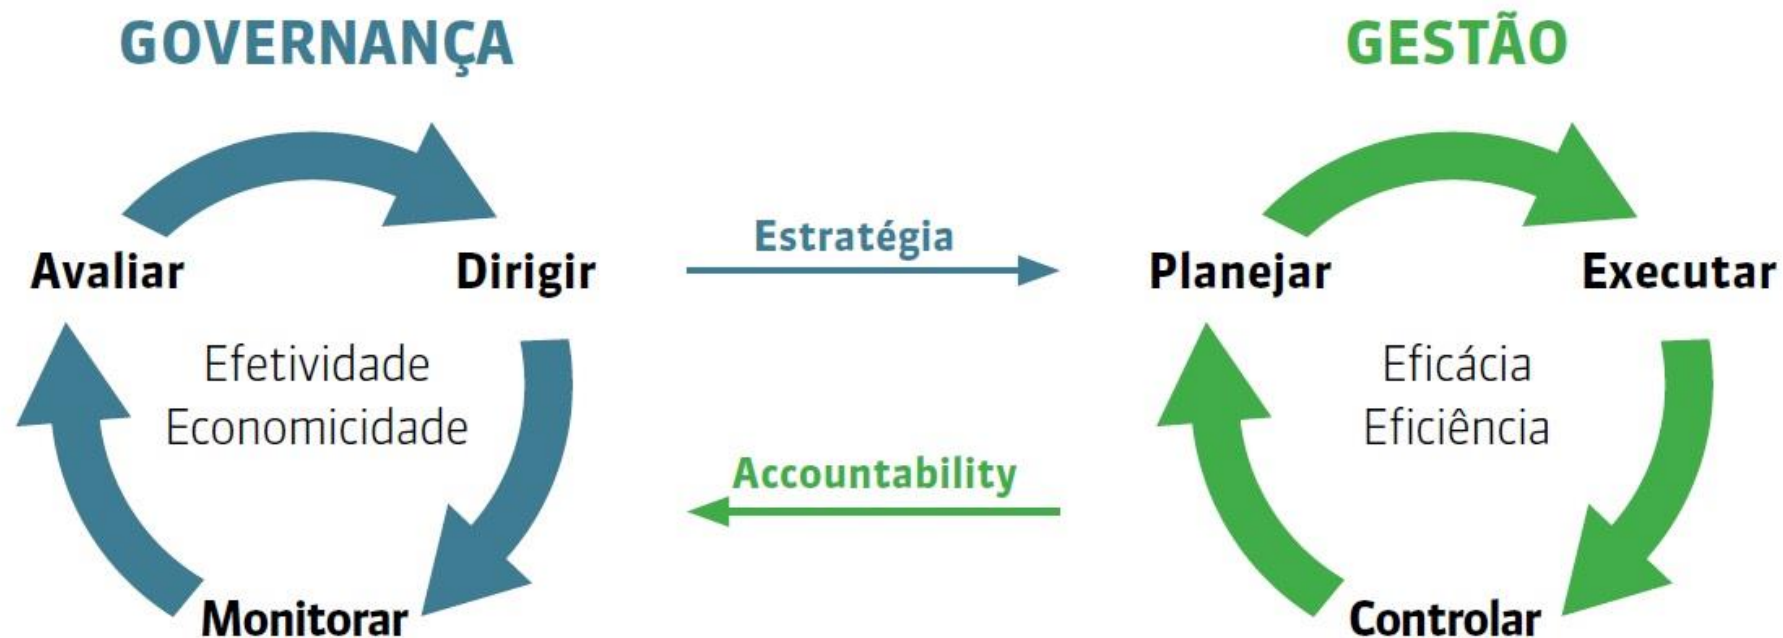 GOVERNANÇA
GESTÃO
Avaliar
Dirigir
Estratégia
Planejar
Executar
Efetividade
Economicidade
Eficácia
Eficiência
Accountability
Monitorar
Controlar